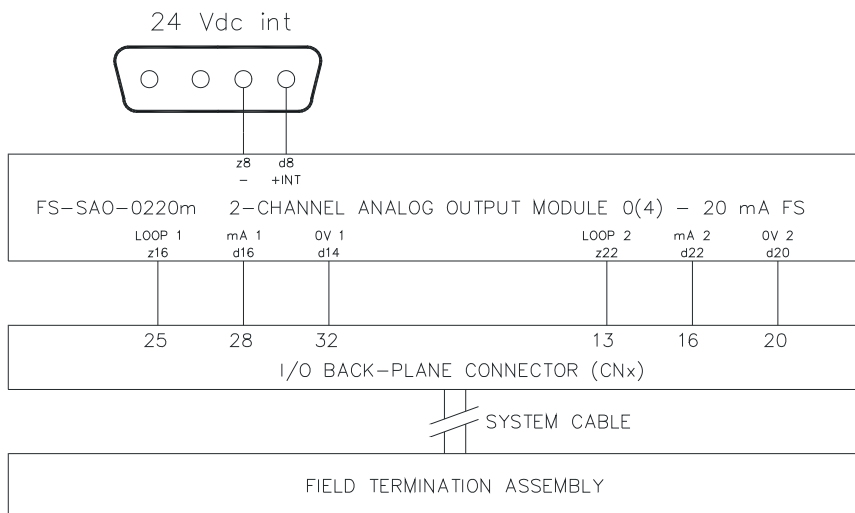 24 Vdc int
z8 d8
- +INT
FS-SAO-0220m 2-CHANNEL ANALOG OUTPUT MODULE 0(4) - 20 mA FS
LOOP 1 mA 1 0V 1 LOOP 2 mA 2 0V 2
z16 d16 d14 z22 d22 d20
25 28 32 13 16 20
I/O BACK-PLANE CONNECTOR (CNx)
SYSTEM CABLE
FIELD TERMINATION ASSEMBLY